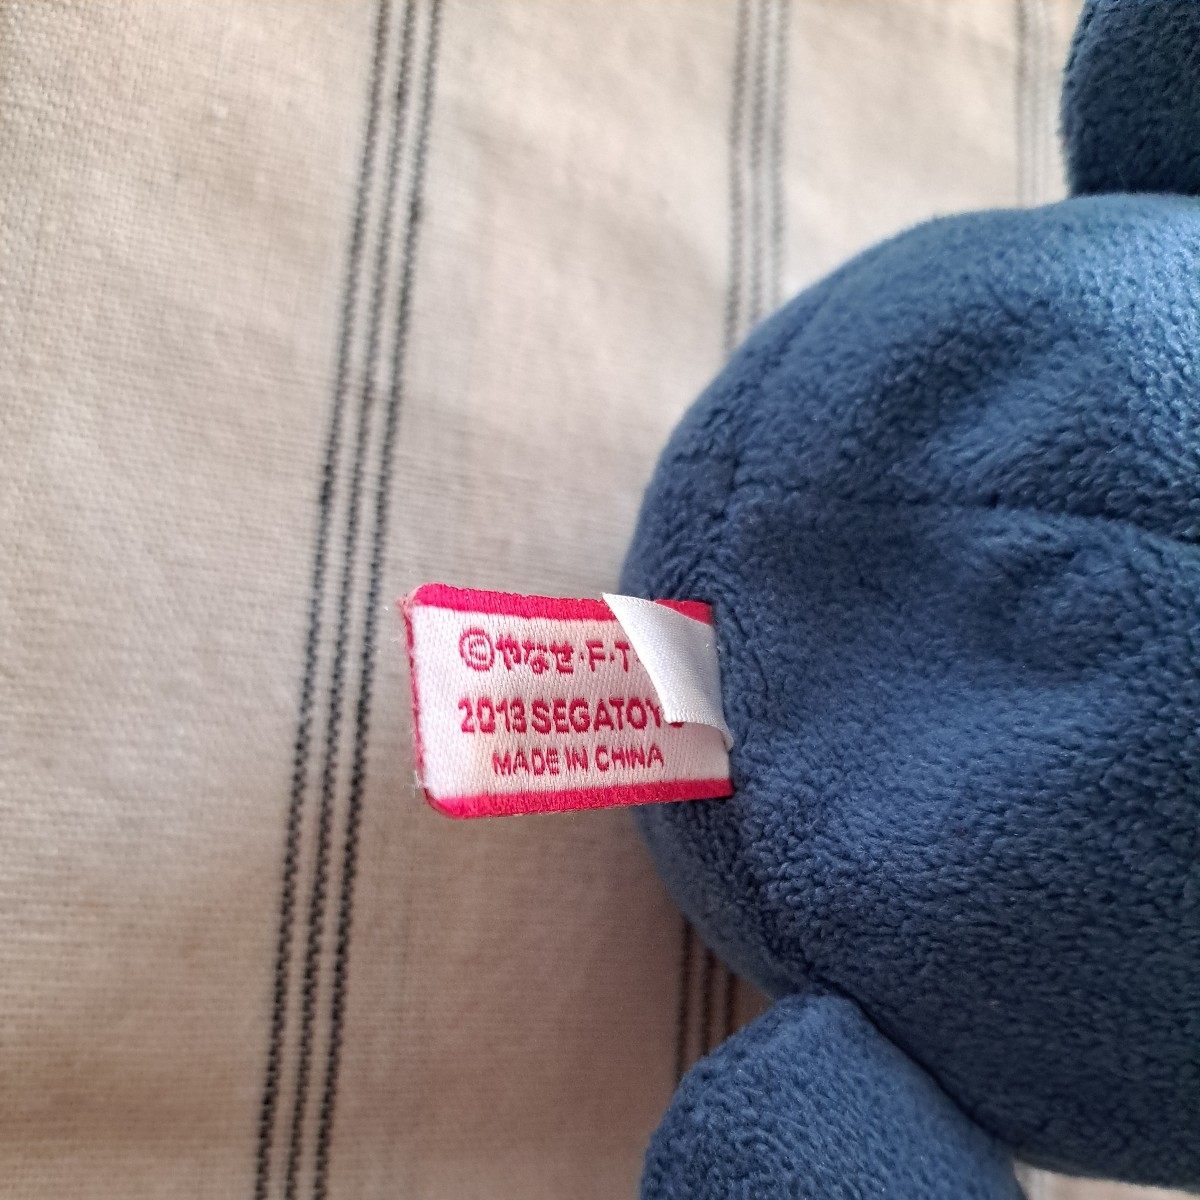 ©やなせ・F・T
2013 SEGATOYS
MADE IN CHINA